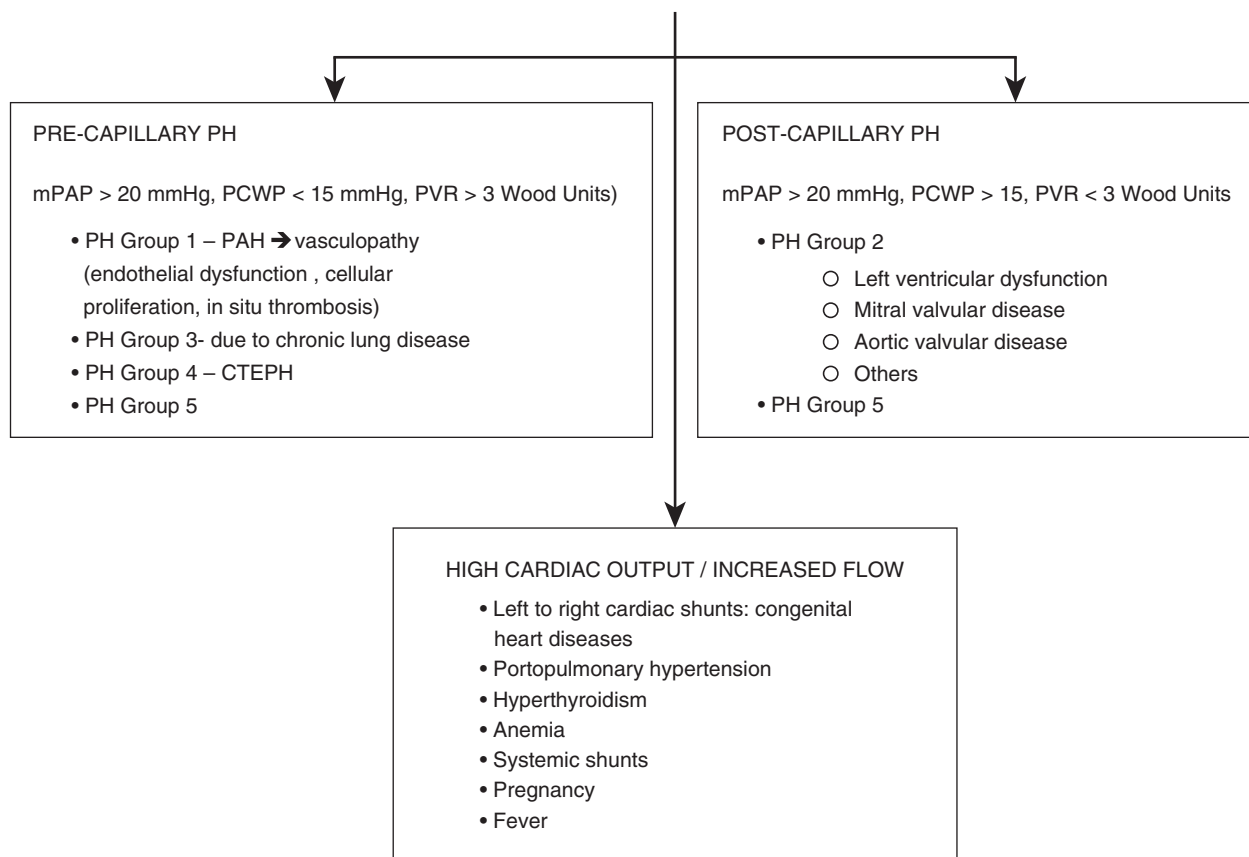 PRE-CAPILLARY PH
mPAP > 20 mmHg, PCWP < 15 mmHg, PVR > 3 Wood Units)
• PH Group 1 – PAH ➔ vasculopathy
(endothelial dysfunction , cellular
proliferation, in situ thrombosis)
• PH Group 3- due to chronic lung disease
• PH Group 4 – CTEPH
• PH Group 5
POST-CAPILLARY PH
mPAP > 20 mmHg, PCWP > 15, PVR < 3 Wood Units
• PH Group 2
○ Left ventricular dysfunction
○ Mitral valvular disease
○ Aortic valvular disease
○ Others
• PH Group 5
HIGH CARDIAC OUTPUT / INCREASED FLOW
• Left to right cardiac shunts: congenital
heart diseases
• Portopulmonary hypertension
• Hyperthyroidism
• Anemia
• Systemic shunts
• Pregnancy
• Fever